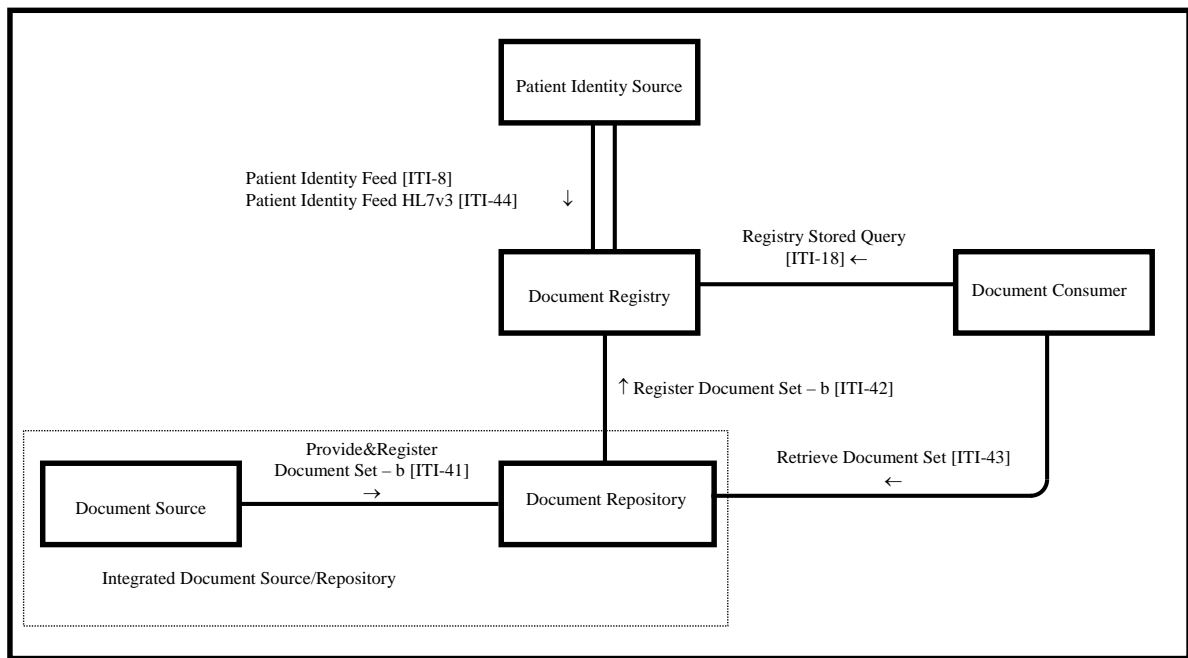 Patient Identity Source
Patient Identity Feed [ITI-8]
Patient Identity Feed HL7v3 [ITI-44] ↓
Registry Stored Query
[ITI-18] ←
Document Registry
Document Consumer
↑ Register Document Set – b [ITI-42]
Provide&Register
Document Set – b [ITI-41]
→
Retrieve Document Set [ITI-43]
←
Document Source
Document Repository
Integrated Document Source/Repository